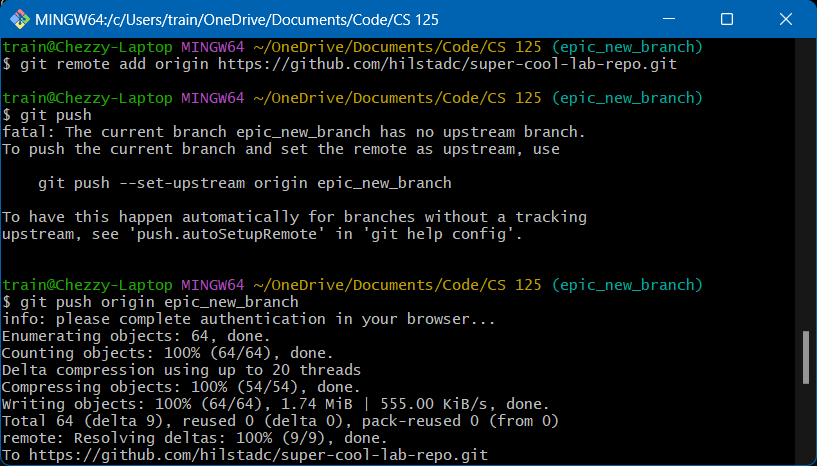 MINGW64:/c/Users/train/OneDrive/Documents/Code/CS 125
train@Chezzy-Laptop MINGW64 ~/OneDrive/Documents/Code/CS 125 (epic_new_branch)
$ git remote add origin https://github.com/hilstadc/super-cool-lab-repo.git
train@Chezzy-Laptop MINGW64 ~/OneDrive/Documents/Code/CS 125 (epic_new_branch)
$ git push
fatal: The current branch epic_new_branch has no upstream branch.
To push the current branch and set the remote as upstream, use
    git push --set-upstream origin epic_new_branch
To have this happen automatically for branches without a tracking
upstream, see 'push.autoSetupRemote' in 'git help config'.
train@Chezzy-Laptop MINGW64 ~/OneDrive/Documents/Code/CS 125 (epic_new_branch)
$ git push origin epic_new_branch
info: please complete authentication in your browser...
Enumerating objects: 64, done.
Counting objects: 100% (64/64), done.
Delta compression using up to 20 threads
Compressing objects: 100% (54/54), done.
Writing objects: 100% (64/64), 1.74 MiB | 555.00 KiB/s, done.
Total 64 (delta 9), reused 0 (delta 0), pack-reused 0 (from 0)
remote: Resolving deltas: 100% (9/9), done.
To https://github.com/hilstadc/super-cool-lab-repo.git